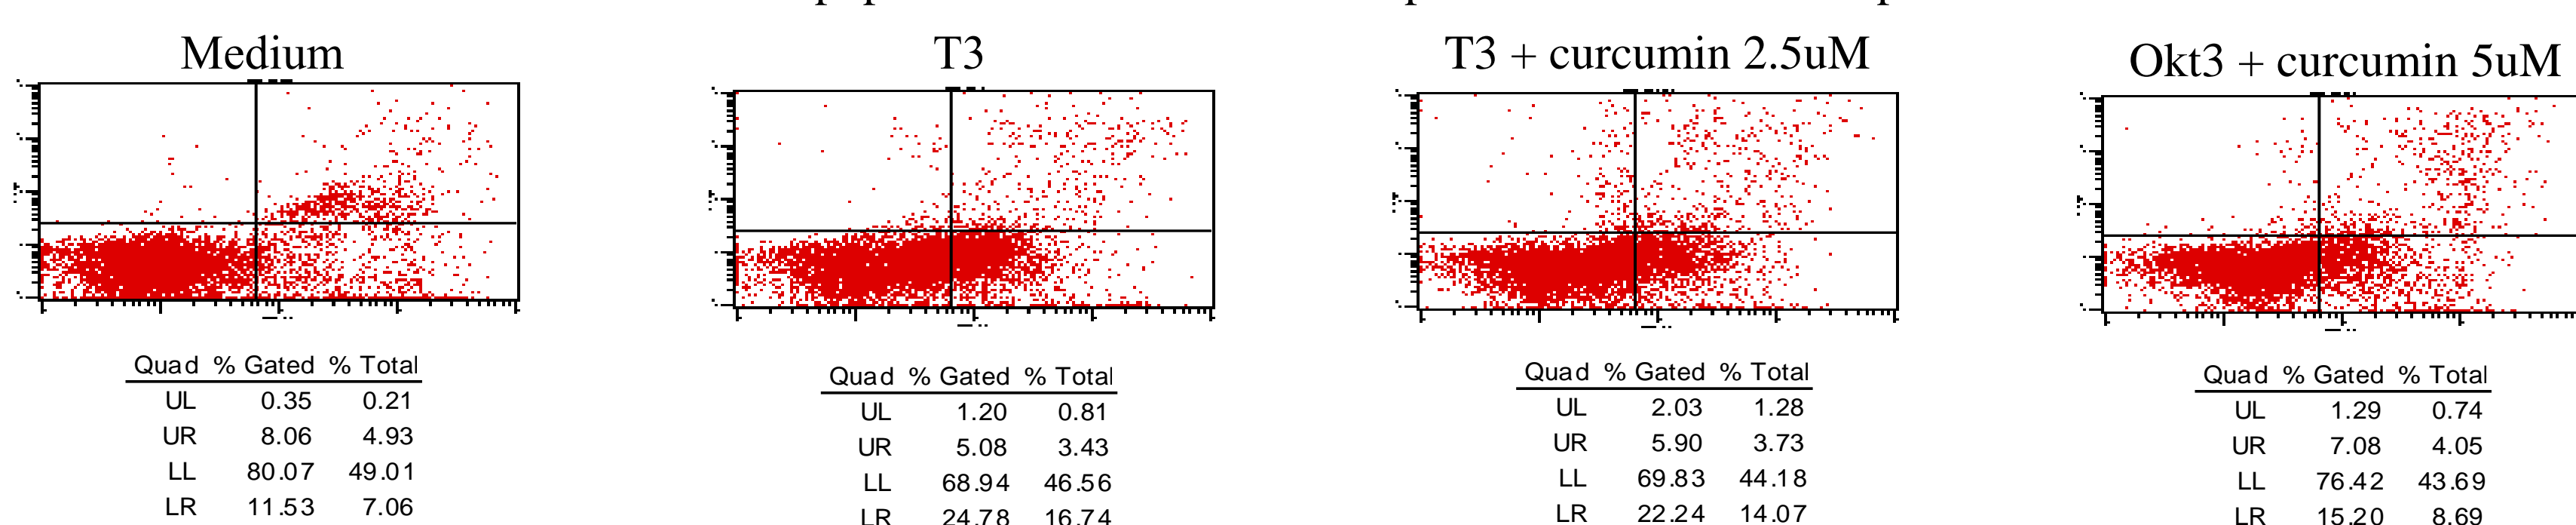 Medium
Quad % Gated % Total
UL 0.35 0.21
UR 8.06 4.93
LL 80.07 49.01
LR 11.53 7.06
T3
Quad % Gated % Total
UL 1.20 0.81
UR 5.08 3.43
LL 68.94 46.56
LR 24.78 16.74
T3 + curcumin 2.5uM
Quad % Gated % Total
UL 2.03 1.28
UR 5.90 3.73
LL 69.83 44.18
LR 22.24 14.07
Okt3 + curcumin 5uM
Quad % Gated % Total
UL 1.29 0.74
UR 7.08 4.05
LL 76.42 43.69
LR 15.20 8.69